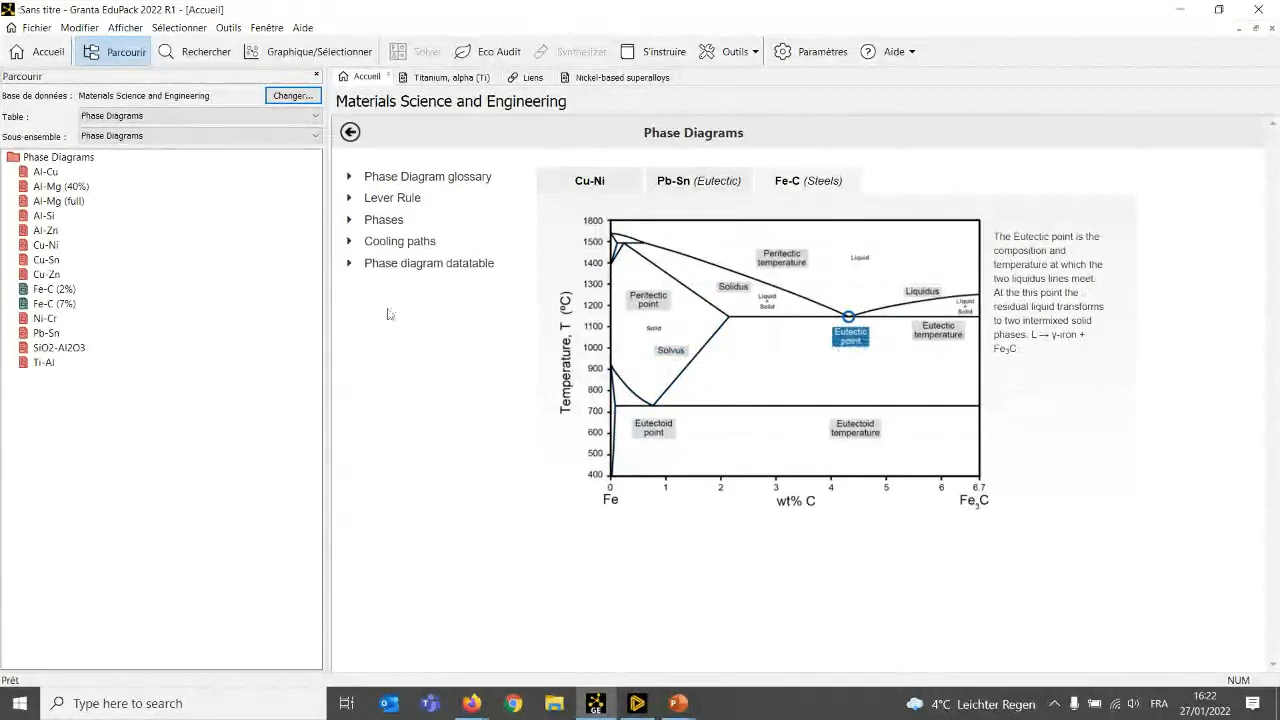 Sans titre - Granta EduPack 2022 R1 - [Accueil]
Fichier Modifier Afficher Sélectionner Outils Fenêtre Aide
Accueil Parcourir Rechercher Graphique/Sélectionner Solver Eco Audit Synthesizer S'instruire Outils Paramètres Aide
Parcourir
Base de données: Materials Science and Engineering Changer...
Table : Phase Diagrams
Sous-ensemble : Phase Diagrams
Phase Diagrams
Al-Cu
Al-Mg (40%)
Al-Mg (full)
Al-Si
Al-Zn
Cu-Ni
Cu-Sn
Cu-Zn
Fe-C (2%)
Fe-C (7%)
Ni-Cr
Pb-Sn
SiO2-Al2O3
Ti-Al
Accueil Titanium, alpha (Ti) Liens Nickel-based superalloys
Materials Science and Engineering
Phase Diagrams
Phase Diagram glossary
Lever Rule
Phases
Cooling paths
Phase diagram datatable
Cu-Ni Pb-Sn (Eutectic) Fe-C (Steels)
Temperature, T (ºC)
1600
1500
1400
1300
1200
1100
1000
900
800
700
600
500
400
Peritectic
temperature
Liquid
Solidus
Liquid
+
Solid
Liquidus
Liquid
+
Solid
Peritectic
point
Solid
Solvus
Eutectic
point
Eutectic
temperature
Eutectoid
point
Eutectoid
temperature
0 1 2 3 4 5 6 6.7
Fe wt% C Fe3C
The Eutectic point is the
composition and
temperature at which the
two liquidus lines meet.
At the this point the
residual liquid transforms
to two intermixed solid
phases. L → γ-iron +
Fe3C
Prêt NUM
Type here to search
GE
4°C Leichter Regen FRA
16:22
27/01/2022